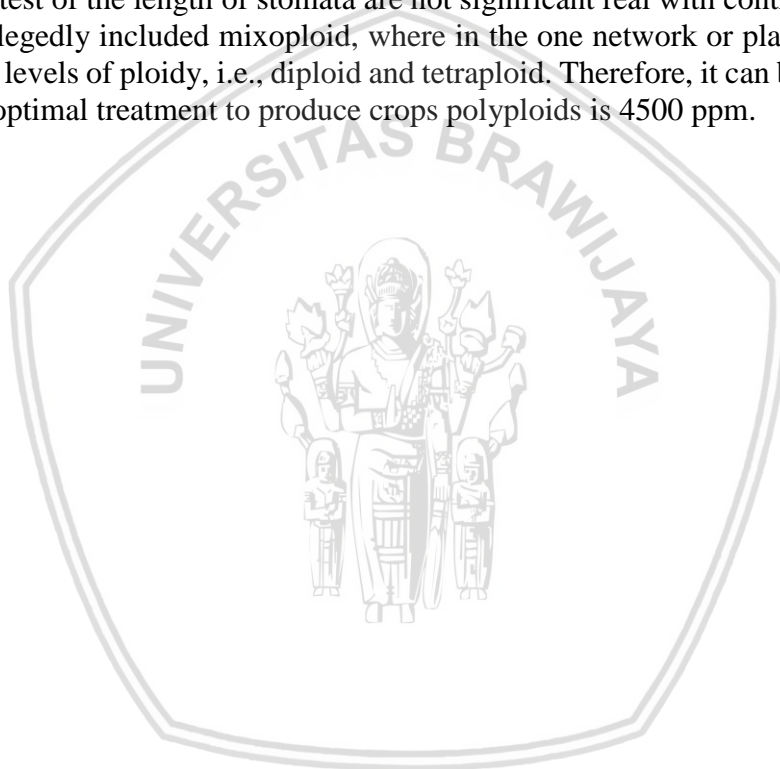 test of the length of stomata are not significant real with cont
legedly included mixoploid, where in the one network or pla
levels of ploidy, i.e., diploid and tetraploid. Therefore, it can b
optimal treatment to produce crops polyploids is 4500 ppm.
UNIVERSITAS BRAWIJAYA